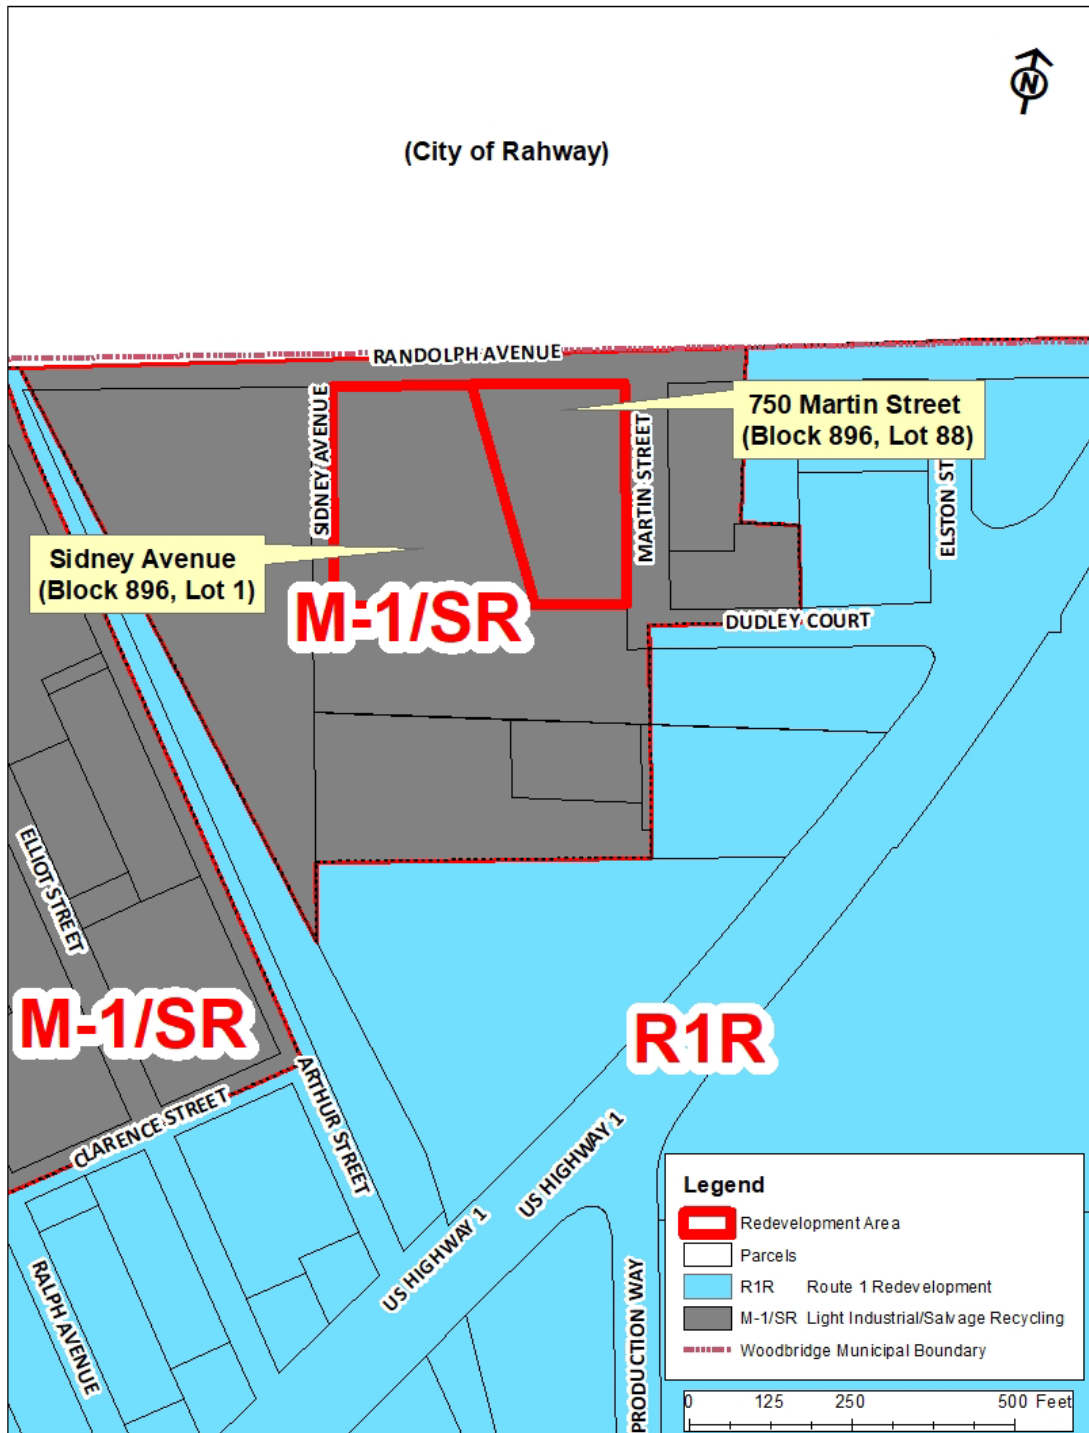 N
(City of Rahway)
RANDOLPH AVENUE
SIDNEY AVENUE
750 Martin Street
(Block 896, Lot 88)
MARTIN STREET
ELSTON ST
Sidney Avenue
(Block 896, Lot 1)
M-1/SR
DUDLEY COURT
ELLIOT STREET
M-1/SR
R1R
CLARENCE STREET
ARTHUR STREET
US HIGHWAY 1
US HIGHWAY 1
RALPH AVENUE
PRODUCTION WAY
Legend
Redevelopment Area
Parcels
R1R Route 1 Redevelopment
M-1/SR Light Industrial/Salvage Recycling
Woodbridge Municipal Boundary
0 125 250 500 Feet